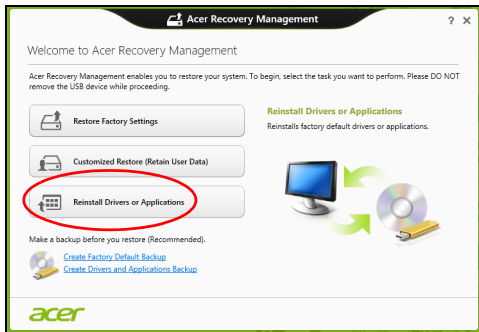 Acer Recovery Management
? ×
Welcome to Acer Recovery Management
Acer Recovery Management enables you to restore your system. To begin, select the task you want to perform. Please DO NOT
remove the USB device while proceeding.
Restore Factory Settings
Customized Restore (Retain User Data)
Reinstall Drivers or Applications
Reinstall Drivers or Applications
Reinstalls factory default drivers or applications.
Make a backup before you restore (Recommended).
Create Factory Default Backup
Create Drivers and Applications Backup
acer